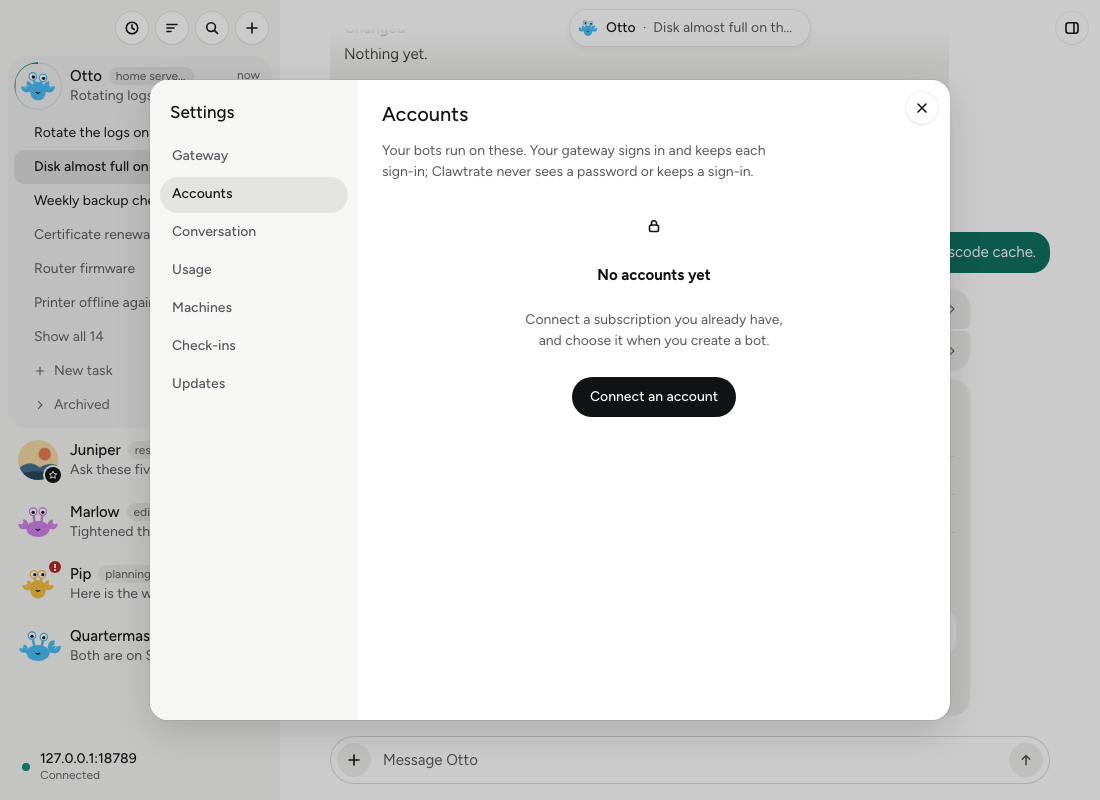 Otto · Disk almost full on th...
Nothing yet.
Otto home serve... now
Rotating logs
Rotate the logs on
Disk almost full on
Weekly backup che
Certificate renewa
Router firmware
Printer offline again
Show all 14
New task
Archived
Juniper res
Ask these fiv
Marlow edi
Tightened th
Pip planning
Here is the w
Quartermas
Both are on S
127.0.0.1:18789
Connected
Settings
Gateway
Accounts
Conversation
Usage
Machines
Check-ins
Updates
Accounts
Your bots run on these. Your gateway signs in and keeps each
sign-in; Clawtrate never sees a password or keeps a sign-in.
No accounts yet
Connect a subscription you already have,
and choose it when you create a bot.
Connect an account
scode cache.
Message Otto